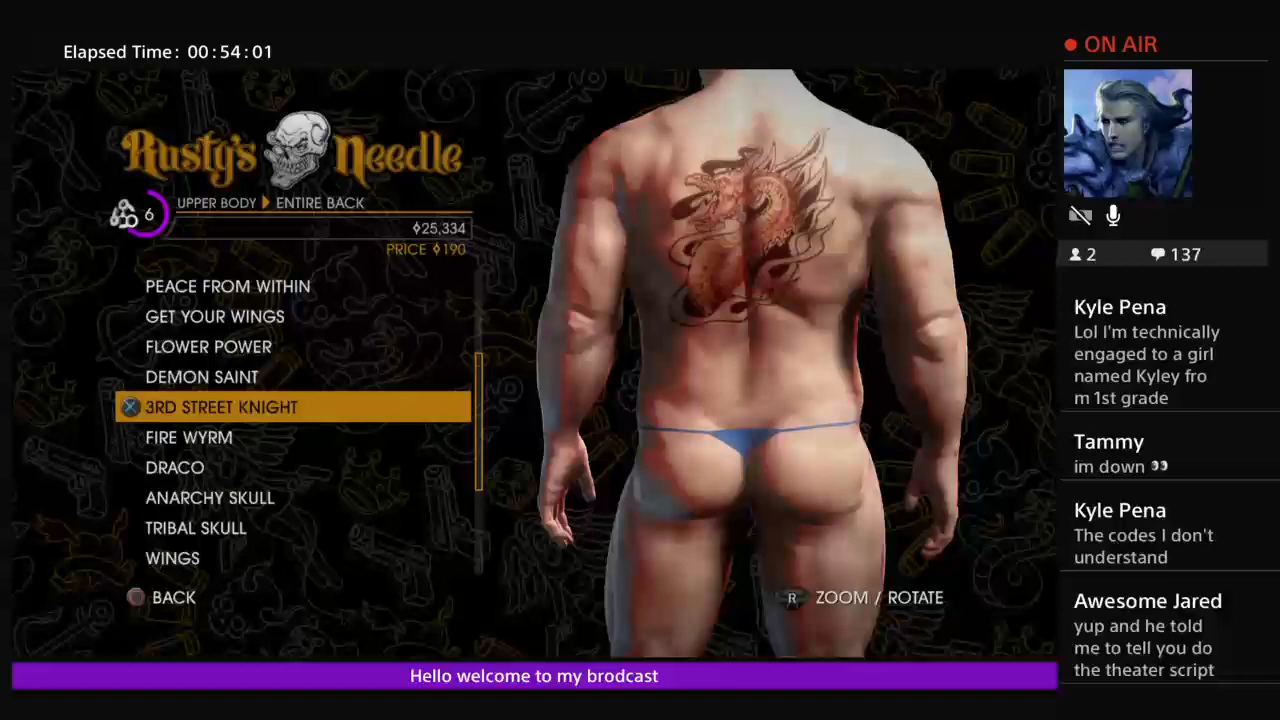 Elapsed Time: 00:54:01
Rusty's Needle
6
UPPER BODY ENTIRE BACK
25,334
PRICE 190
PEACE FROM WITHIN
GET YOUR WINGS
FLOWER POWER
DEMON SAINT
3RD STREET KNIGHT
FIRE WYRM
DRACO
ANARCHY SKULL
TRIBAL SKULL
WINGS
BACK
R ZOOM / ROTATE
Hello welcome to my brodcast
ON AIR
2 137
Kyle Pena
Lol I'm technically
engaged to a girl
named Kyley fro
m 1st grade
Tammy
im down 👀
Kyle Pena
The codes I don't
understand
Awesome Jared
yup and he told
me to tell you do
the theater script